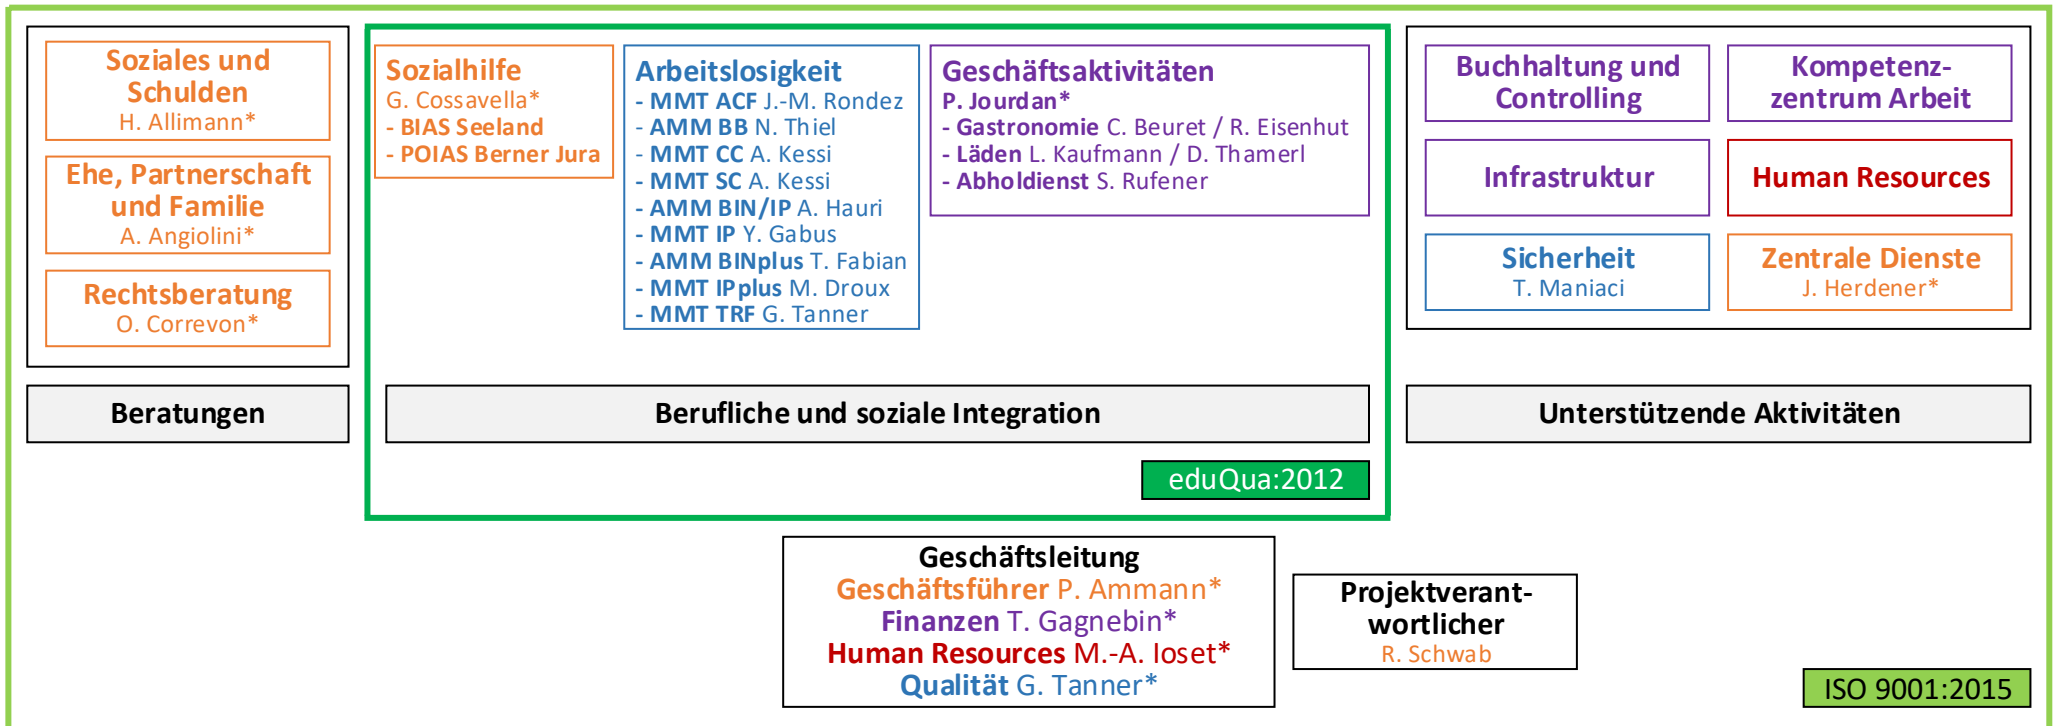 Soziales und
Schulden
H. Allimann*
Ehe, Partnerschaft
und Familie
A. Angiolini*
Rechtsberatung
O. Correvon*
Beratungen
Sozialhilfe
G. Cossavella*
- BIAS Seeland
- POIAS Berner Jura
Arbeitslosigkeit
- MMT ACF J.-M. Rondez
- AMM BB N. Thiel
- MMT CC A. Kessi
- MMT SC A. Kessi
- AMM BIN/IP A. Hauri
- MMT IP Y. Gabus
- AMM BINplus T. Fabian
- MMT IPplus M. Droux
- MMT TRF G. Tanner
Geschäftsaktivitäten
P. Jourdan*
- Gastronomie C. Beuret / R. Eisenhut
- Läden L. Kaufmann / D. Thamerl
- Abholdienst S. Rufener
Berufliche und soziale Integration
eduQua:2012
Buchhaltung und
Controlling
Kompetenz-
zentrum Arbeit
Infrastruktur
Human Resources
Sicherheit
T. Maniaci
Zentrale Dienste
J. Herdener*
Unterstützende Aktivitäten
Geschäftsleitung
Geschäftsführer P. Ammann*
Finanzen T. Gagnebin*
Human Resources M.-A. Ioset*
Qualität G. Tanner*
Projektverant-
wortlicher
R. Schwab
ISO 9001:2015